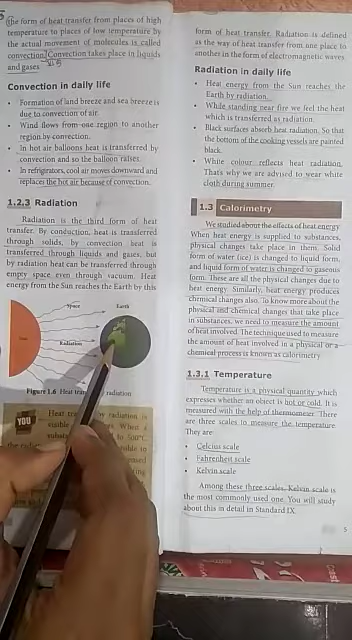 the form of heat transfer from places of high
temperature to places of low temperature by
the actual movement of molecules is called
convection. Convection takes place in liquids
and gases
Convection in daily life
• Formation of land breeze and sea breeze is
due to convection of air.
• Wind flows from one region to another
region by convection.
• In hot air balloons heat is transferred by
convection and so the balloon raises.
• In refrigerators, cool air moves downward and
replaces the hot air because of convection.
1.2.3 Radiation
Radiation is the third form of heat
transfer. By conduction, heat is transferred
through solids, by convection heat is
transferred through liquids and gases, but
by radiation heat can be transferred through
empty space even through vacuum. Heat
energy from the Sun reaches the Earth by this
Space
Earth
Sun
Radiation
Figure 1.6 Heat radiation
YOU
Heat radiation is
When a
to 500°C
form of heat transfer. Radiation is defined
as the way of heat transfer from one place to
another in the form of electromagnetic waves.
Radiation in daily life
• Heat energy from the Sun reaches the
Earth by radiation.
• While standing near fire we feel the heat
which is transferred as radiation.
• Black surfaces absorb heat radiation. So that
the bottom of the cooking vessels are painted
black.
• White colour reflects heat radiation.
Thats why we are advised to wear white
cloth during summer.
1.3 Calorimetry
We studied about the effects of heat energy
When heat energy is supplied to substances,
physical changes take place in them. Solid
form of water (ice) is changed to liquid form,
and liquid form of water is changed to gaseous
form. These are all the physical changes due to
heat energy. Similarly, heat energy produces
chemical changes also. To know more about the
physical and chemical changes that take place
in substances, we need to measure the amount
of heat involved. The technique used to measure
the amount of heat involved in a physical or a
chemical process is known as calorimetry.
1.3.1 Temperature
Temperature is a physical quantity which
expresses whether an object is hot or cold. It is
measured with the help of thermometer. There
are three scales to measure the temperature.
They are:
• Celcius scale
• Fahrenheit scale
• Kelvin scale
Among these three scales, Kelvin scale is
the most commonly used one. You will study
about this in detail in Standard IX.
5